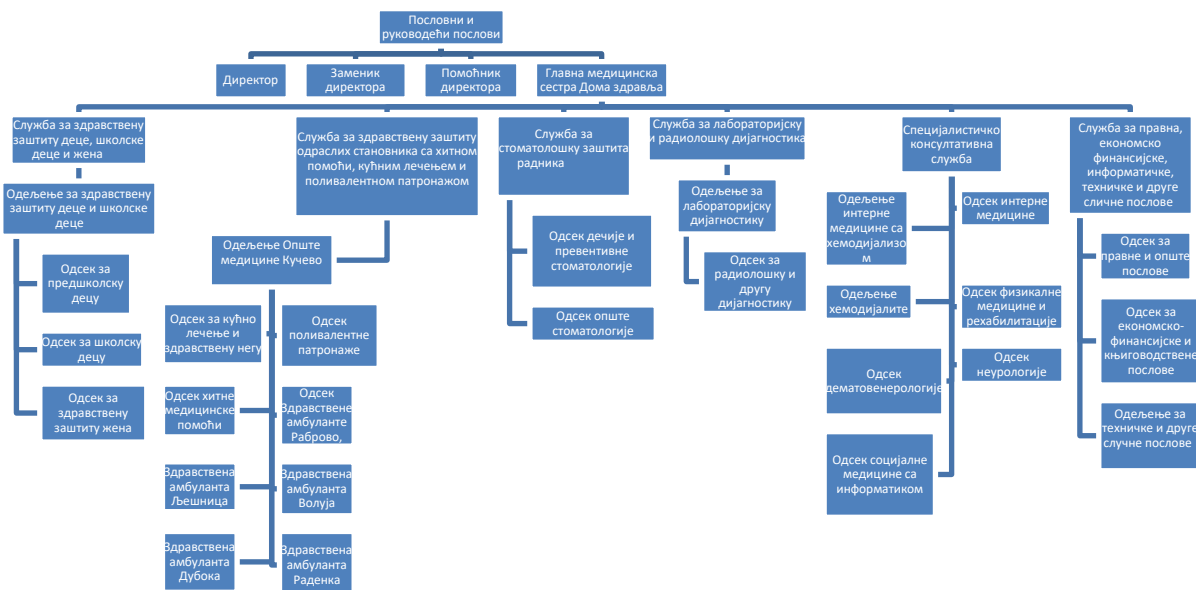 Пословни и
руководећи послови
Директор
Заменик
директора
Помоћник
директора
Главна медицинска
сестра Дома здравља
Служба за здравствену
заштиту деце, школске
деце и жена
Одељење за здравствену
заштиту деце и школске
деце
Одсек за
предшколску
децу
Одсек за школску
децу
Одсек за
здравствену
заштиту жена
Служба за здравствену заштиту
одраслих становника са хитном
помоћи, кућним лечењем и
поливалентном патронажом
Одељење Опште
медицине Кучево
Одсек за кућно
лечење и
здравствену негу
Одсек
поливалентне
патронаже
Одсек хитне
медицинске
помоћи
Одсек
Здравствене
амбуланте
Раброво,
Здравствена
амбуланта
Љешница
Здравствена
амбуланта
Волуја
Здравствена
амбуланта
Дубока
Здравствена
амбуланта
Раденка
Служба за
стоматолошку заштита
радника
Одсек дечије и
превентивне
стоматологије
Одсек опште
стоматологије
Служба за лабораторијску
и радиолошку дијагностика
Одељење за
лабораторијску
дијагностику
Одсек за
радиолошку и
другу
дијагностику
Специјалистичко
консултативна
служба
Одељење
интерне
медицине са
хемодијализо
м
Одсек интерне
медицине
Одељење
хемодијалите
Одсек физикалне
медицине и
рехабилитације
Одсек
дематовенерологије
Одсек
неурологије
Одсек социјалне
медицине са
информатиком
Служба за правна,
економско
финансијске,
информатичке,
техничке и друге
сличне послове
Одсек за
правне и опште
послове
Одсек за
економско-
финансијске и
књиговодствене
послове
Одељење за
техничке и друге
случне послове